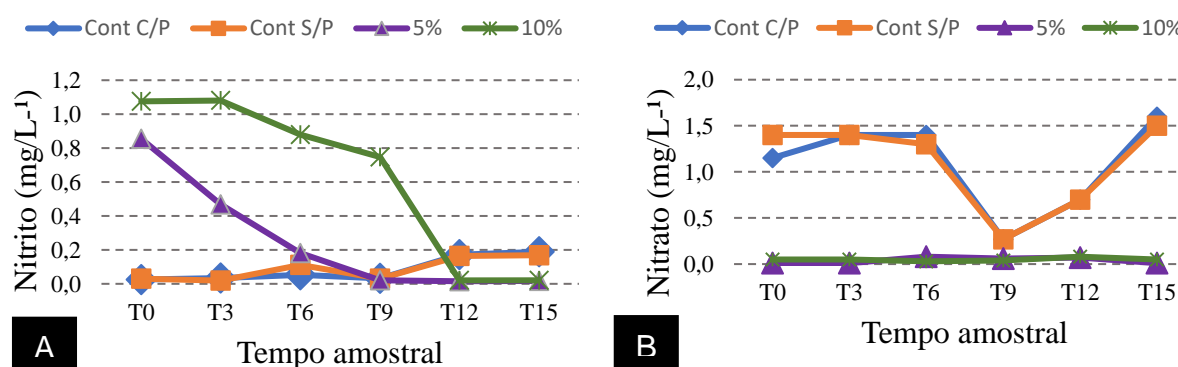 Cont C/P Cont S/P 5% 10%
Nitrito (mg/L-¹)
1,2
1,0
0,8
0,6
0,4
0,2
0,0
T0 T3 T6 T9 T12 T15
Tempo amostral
A
Cont C/P Cont S/P 5% 10%
Nitrato (mg/L-¹)
2,0
1,5
1,0
0,5
0,0
T0 T3 T6 T9 T12 T15
Tempo amostral
B